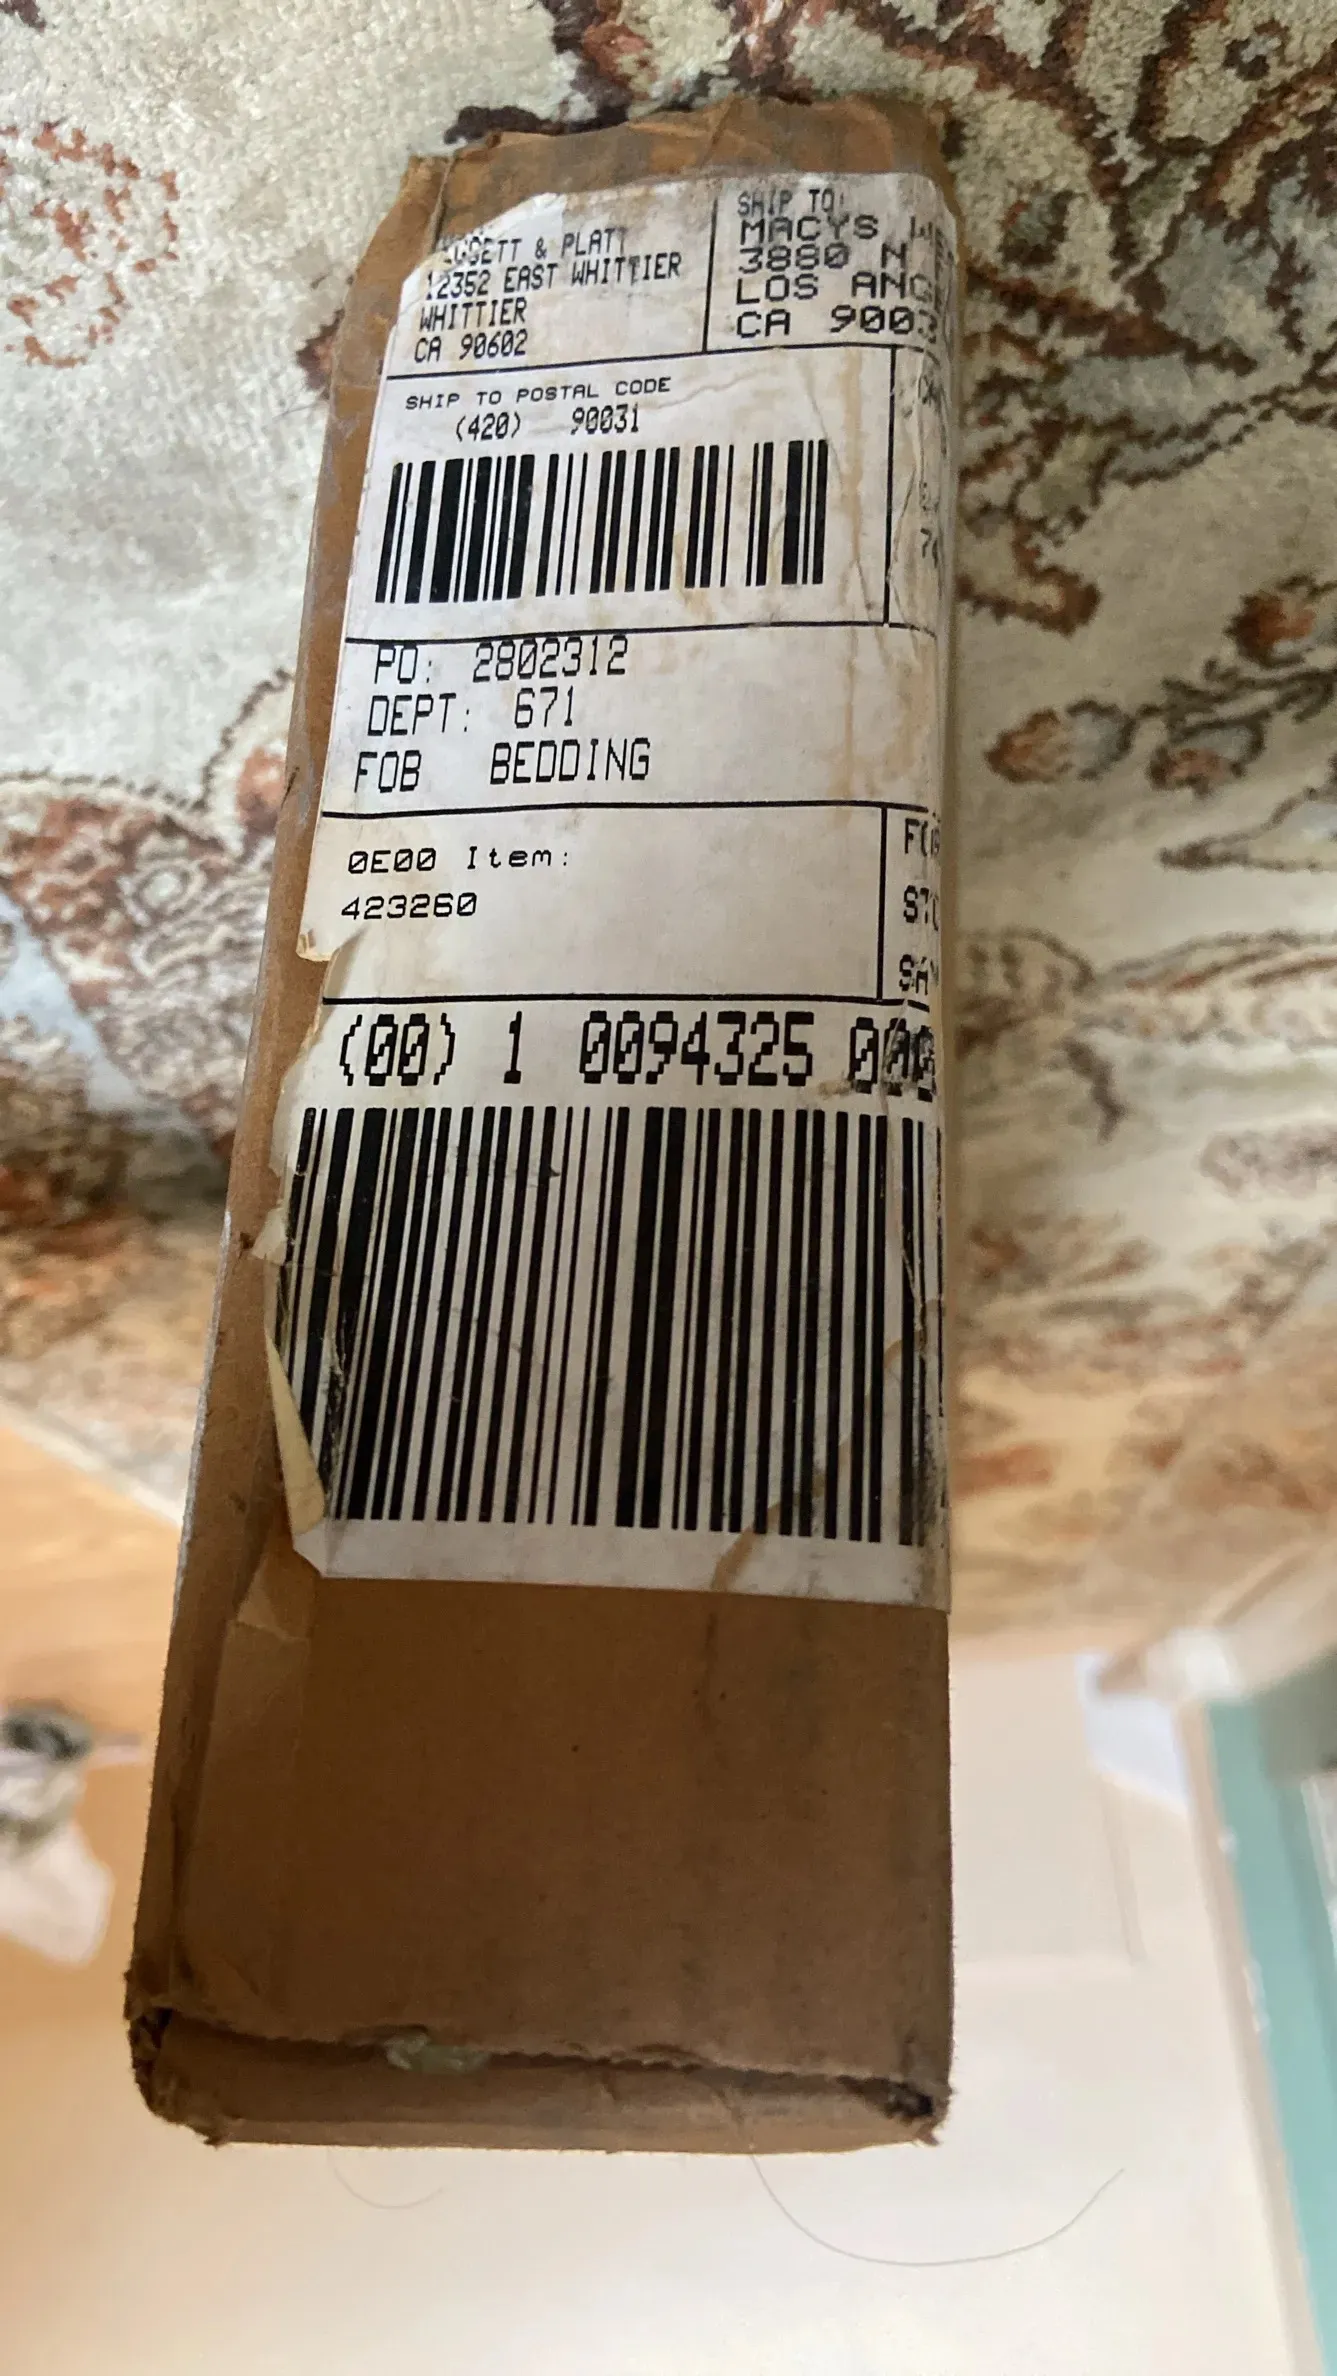 & PLATT
12352 EAST WHITTIER
WHITTIER
CA 90602
SHIP TO:
MACYS
3880 N
LOS
CA
SHIP TO POSTAL CODE
(420) 90031
PO: 2802312
DEPT: 671
FOB BEDDING
0E00 Item:
423260
(00) 1 0094325